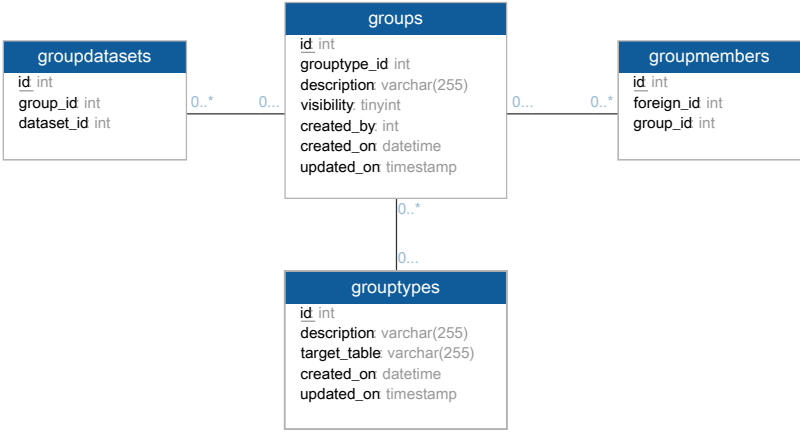 groups
id: int
grouptype_id: int
description: varchar(255)
visibility: tinyint
created_by: int
created_on: datetime
updated_on: timestamp
groupdatasets
id: int
group_id: int
dataset_id: int
0..*
0...
groupmembers
id: int
foreign_id: int
group_id: int
0...
0..*
0..*
0...
grouptypes
id: int
description: varchar(255)
target_table: varchar(255)
created_on: datetime
updated_on: timestamp